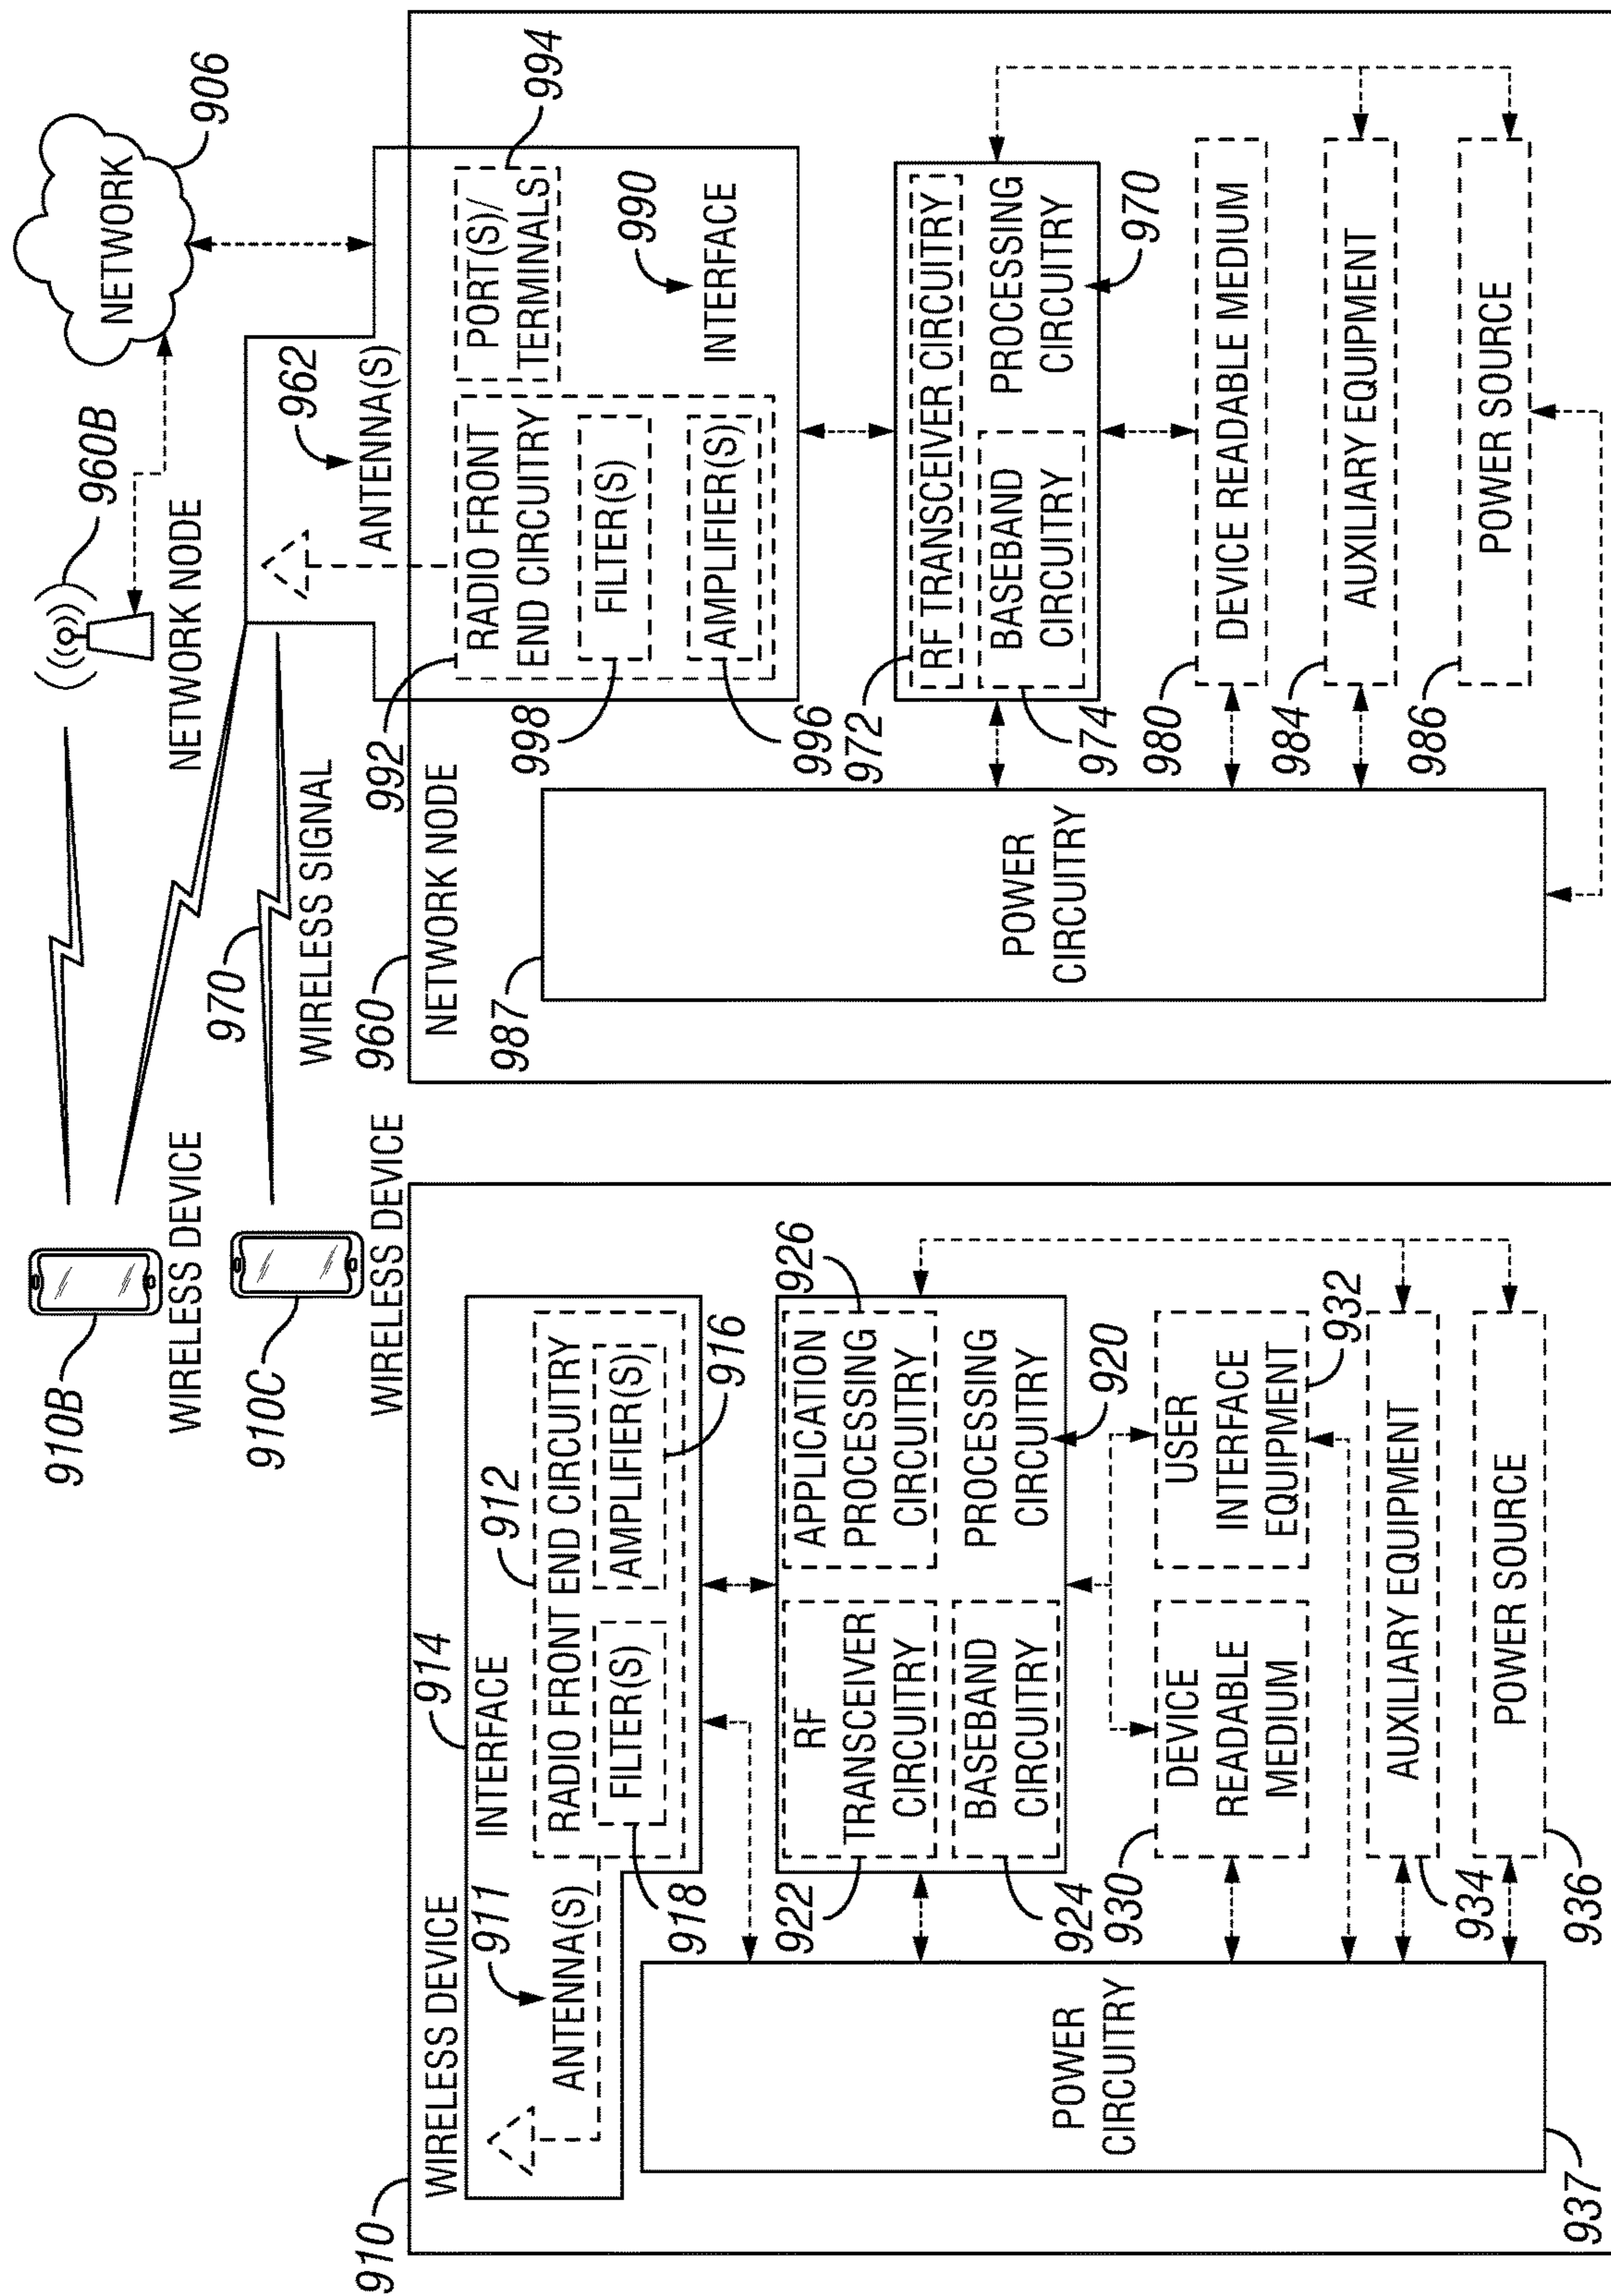 910B
WIRELESS DEVICE
960B
NETWORK NODE
NETWORK
906
910C
WIRELESS DEVICE
970
WIRELESS SIGNAL
910
WIRELESS DEVICE
914
INTERFACE
911
ANTENNA(S)
912
RADIO FRONT END CIRCUITRY
FILTER(S)
AMPLIFIER(S)
918
916
922
RF
TRANSCEIVER
CIRCUITRY
926
APPLICATION
PROCESSING
CIRCUITRY
924
BASEBAND
CIRCUITRY
PROCESSING
CIRCUITRY
920
930
DEVICE
READABLE
MEDIUM
USER
INTERFACE
EQUIPMENT
932
934
AUXILIARY EQUIPMENT
936
POWER SOURCE
POWER
CIRCUITRY
937
960
NETWORK NODE
962
ANTENNA(S)
992
RADIO FRONT
END CIRCUITRY
PORT(S)/
TERMINALS
994
998
FILTER(S)
996
AMPLIFIER(S)
990
INTERFACE
972
RF TRANSCEIVER CIRCUITRY
974
BASEBAND
CIRCUITRY
PROCESSING
CIRCUITRY
970
980
DEVICE READABLE MEDIUM
984
AUXILIARY EQUIPMENT
986
POWER SOURCE
987
POWER
CIRCUITRY